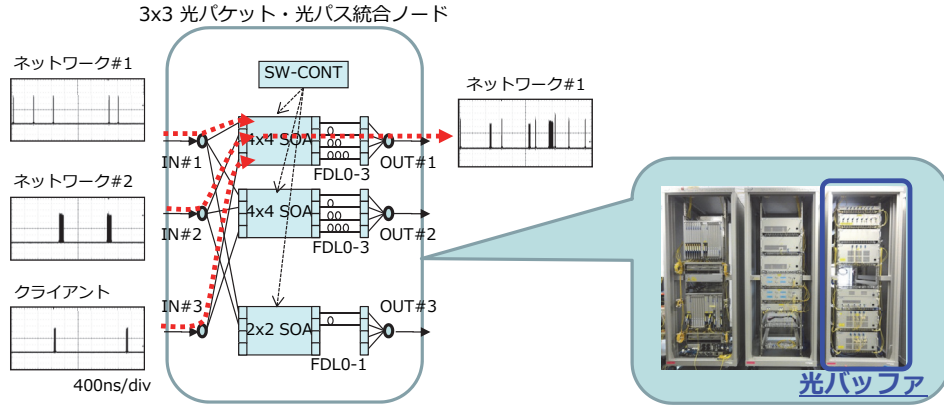 3x3 光パケット・光パス統合ノード
ネットワーク#1
SW-CONT
ネットワーク#1
4x4 SOA
IN#1
OUT#1
FDL0-3
ネットワーク#2
4x4 SOA
IN#2
OUT#2
FDL0-3
クライアント
IN#3
OUT#3
2x2 SOA
FDL0-1
400ns/div
光バッファ